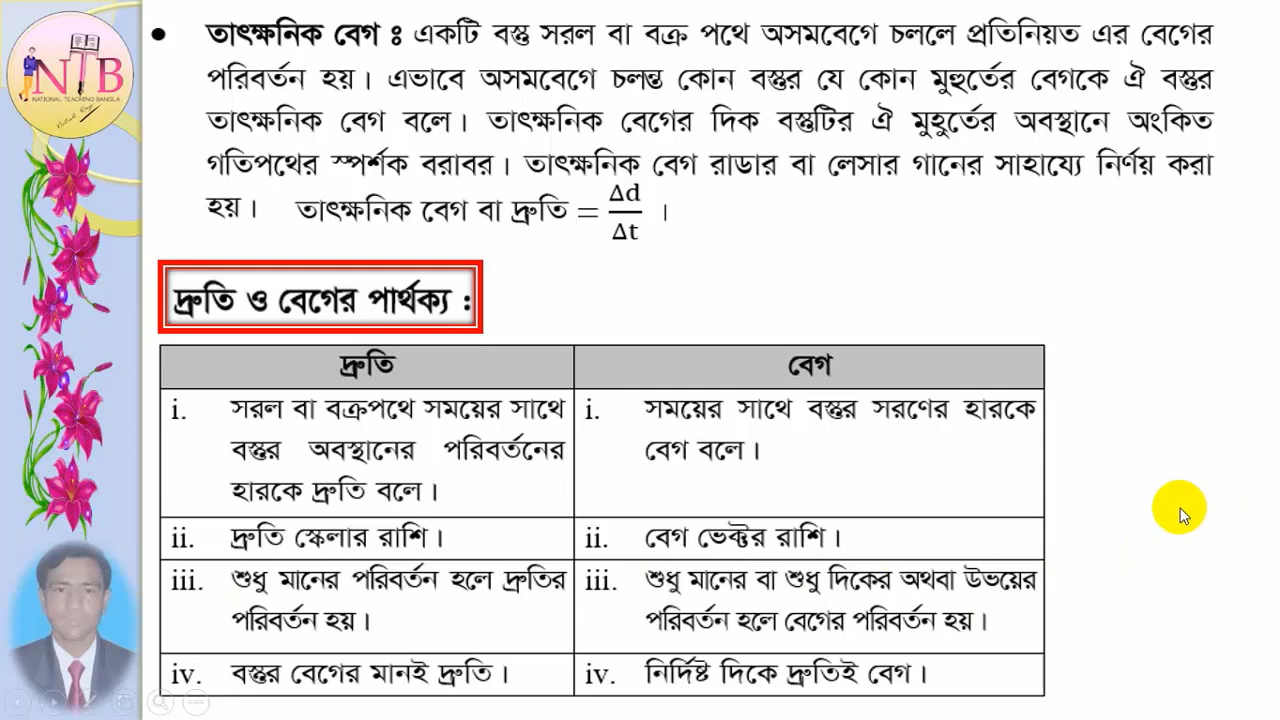 NTB
NATIONAL TEACHING BANGLA
• তাৎক্ষনিক বেগ ঃ একটি বস্তু সরল বা বক্র পথে অসমবেগে চললে প্রতিনিয়ত এর বেগের
পরিবর্তন হয়। এভাবে অসমবেগে চলন্ত কোন বস্তুর যে কোন মুহুর্তের বেগকে ঐ বস্তুর
তাৎক্ষনিক বেগ বলে। তাৎক্ষনিক বেগের দিক বস্তুটির ঐ মুহুর্তের অবস্থানে অংকিত
গতিপথের স্পর্শক বরাবর। তাৎক্ষনিক বেগ রাডার বা লেসার গানের সাহায্যে নির্ণয় করা
হয়। তাৎক্ষনিক বেগ বা দ্রুতি = Δd/Δt ।
দ্রুতি ও বেগের পার্থক্য :
দ্রুতি বেগ
i. সরল বা বক্রপথে সময়ের সাথে
বস্তুর অবস্থানের পরিবর্তনের
হারকে দ্রুতি বলে।
i. সময়ের সাথে বস্তুর সরণের হারকে
বেগ বলে।
ii. দ্রুতি স্কেলার রাশি।
ii. বেগ ভেক্টর রাশি।
iii. শুধু মানের পরিবর্তন হলে দ্রুতির
পরিবর্তন হয়।
iii. শুধু মানের বা শুধু দিকের অথবা উভয়ের
পরিবর্তন হলে বেগের পরিবর্তন হয়।
iv. বস্তুর বেগের মানই দ্রুতি।
iv. নির্দিষ্ট দিকে দ্রুতিই বেগ।